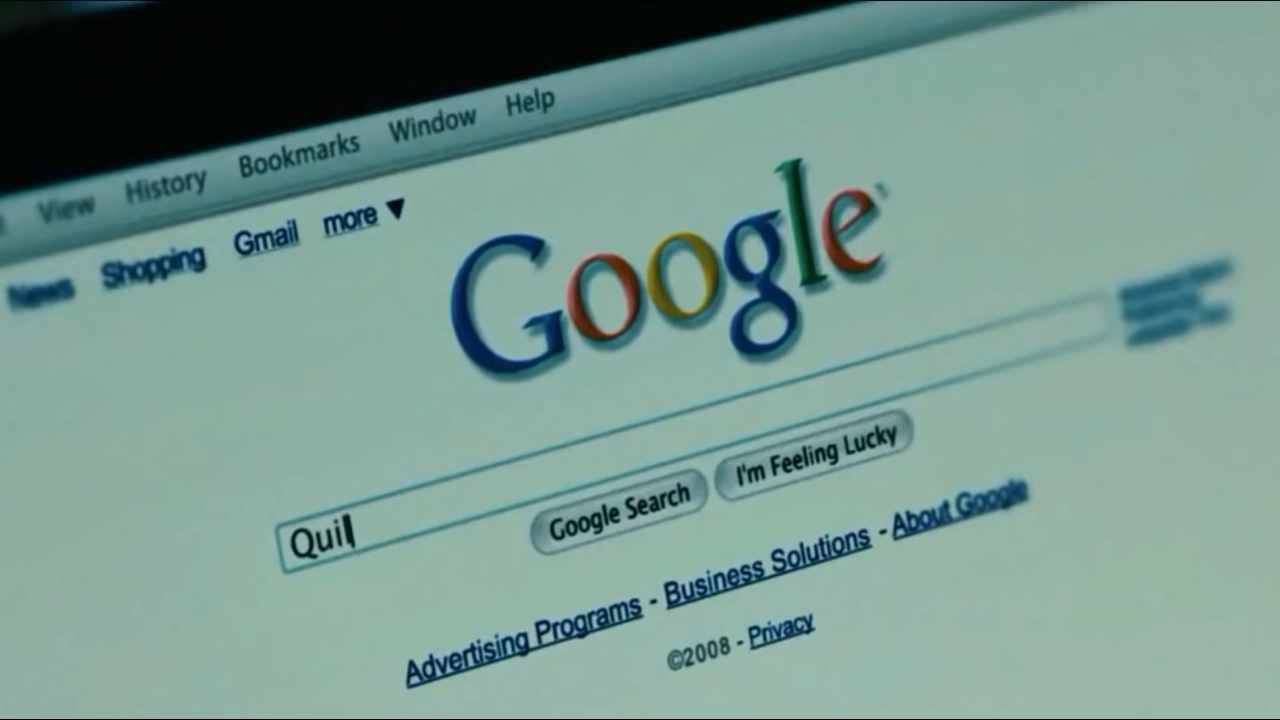 View History Bookmarks Window Help
News Shopping Gmail more ▼
Google
Qui
Google Search I'm Feeling Lucky
Advertising Programs - Business Solutions - About Google
©2008 - Privacy